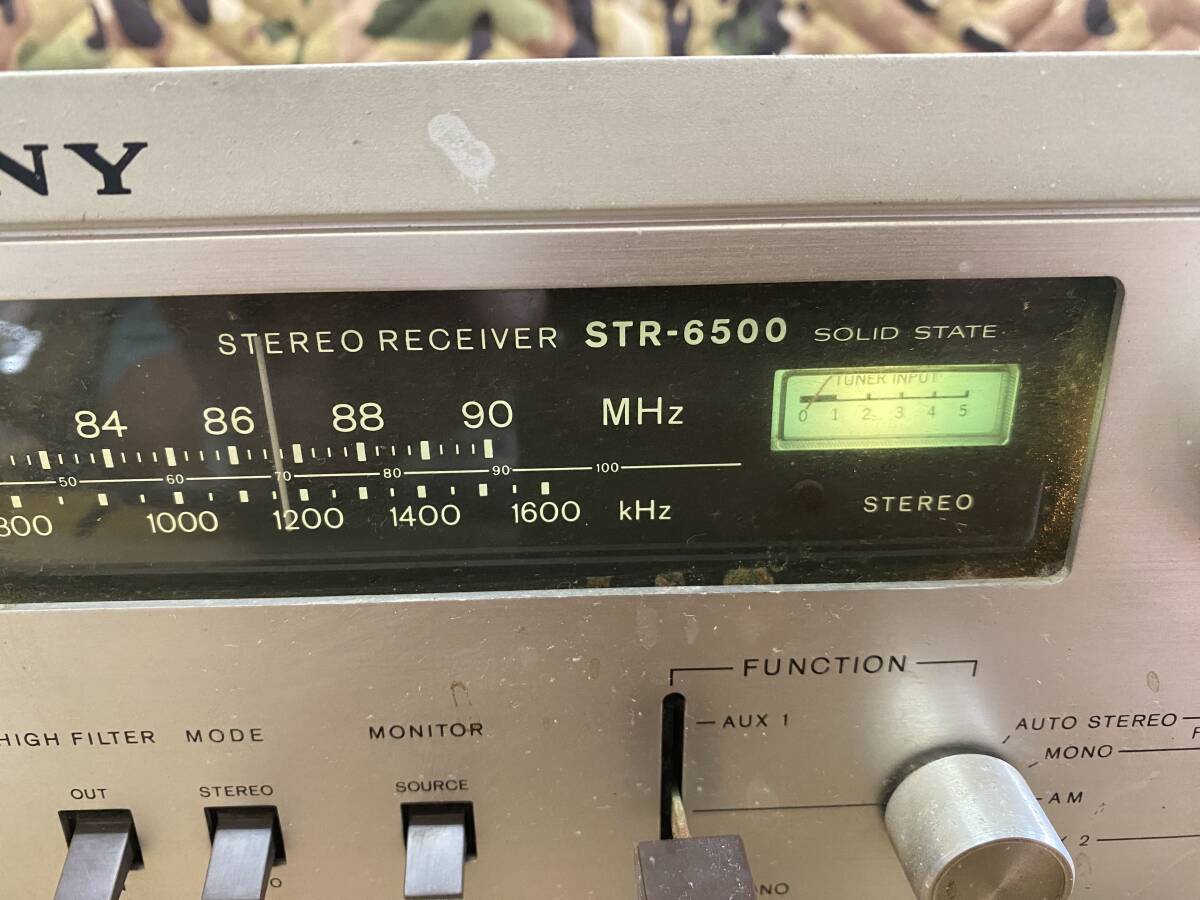 NY
STEREO RECEIVER STR-6500 SOLID STATE
TUNER INPUT
0 1 2 3 4 5
84 86 88 90 MHz
50 60 70 80 90 100
800 1000 1200 1400 1600 kHz
STEREO
FUNCTION
AUX 1
AUTO STEREO
MONO
AM
2
HIGH FILTER MODE MONITOR
OUT STEREO SOURCE
NO